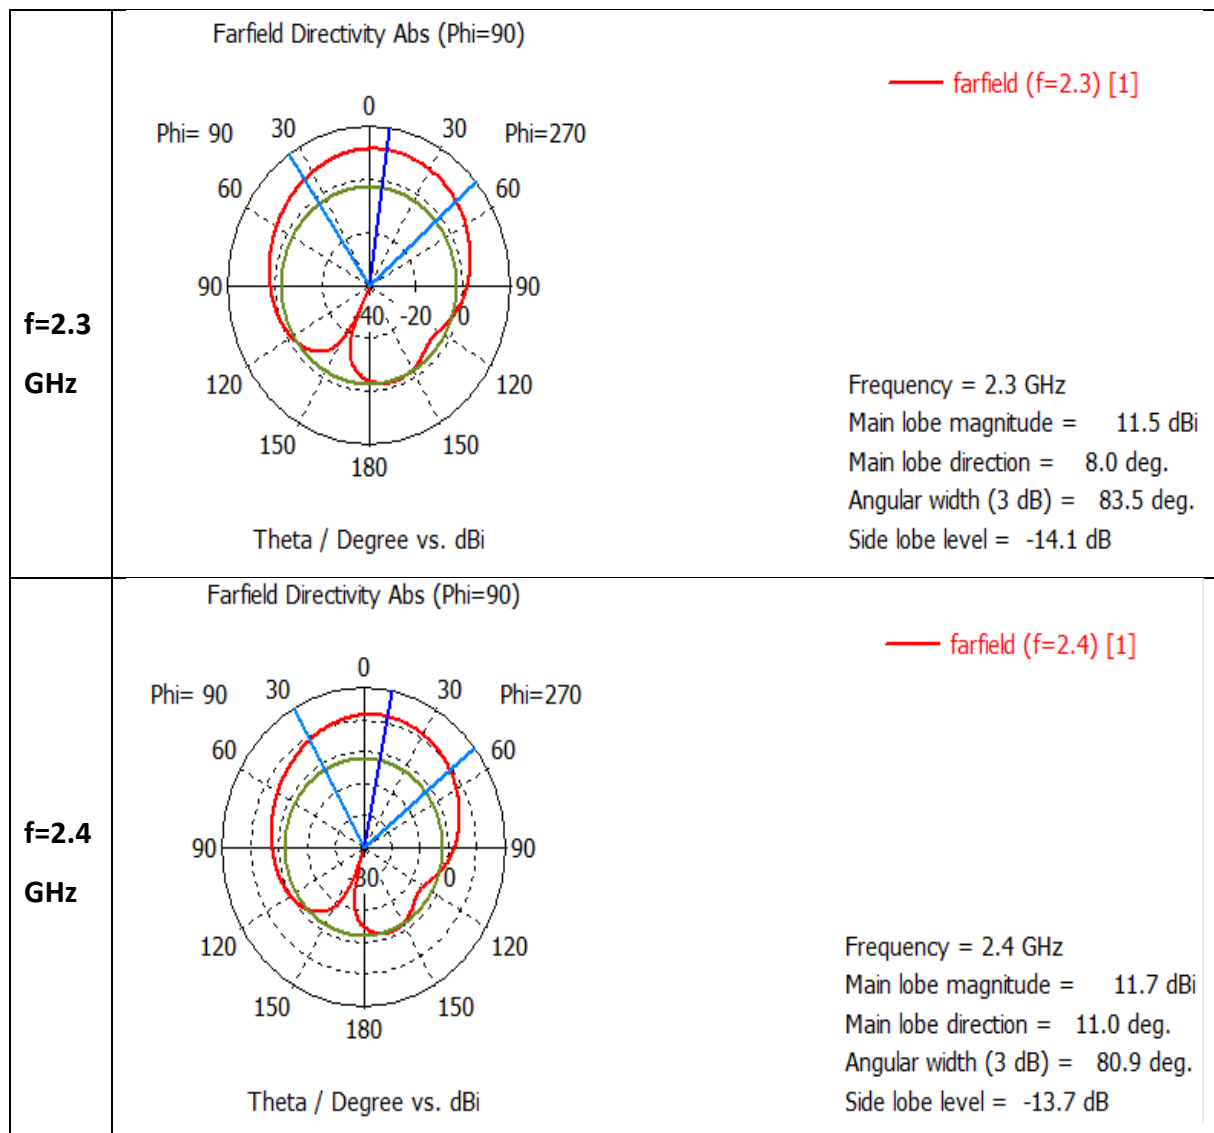 f=2.3
GHz
Farfield Directivity Abs (Phi=90)
farfield (f=2.3) [1]
0
Phi= 90 30 30 Phi=270
60 60
90 90
-40 -20 0
120 120
150 150
180
Theta / Degree vs. dBi
Frequency = 2.3 GHz
Main lobe magnitude = 11.5 dBi
Main lobe direction = 8.0 deg.
Angular width (3 dB) = 83.5 deg.
Side lobe level = -14.1 dB
f=2.4
GHz
Farfield Directivity Abs (Phi=90)
farfield (f=2.4) [1]
0
Phi= 90 30 30 Phi=270
60 60
90 90
-30 0
120 120
150 150
180
Theta / Degree vs. dBi
Frequency = 2.4 GHz
Main lobe magnitude = 11.7 dBi
Main lobe direction = 11.0 deg.
Angular width (3 dB) = 80.9 deg.
Side lobe level = -13.7 dB